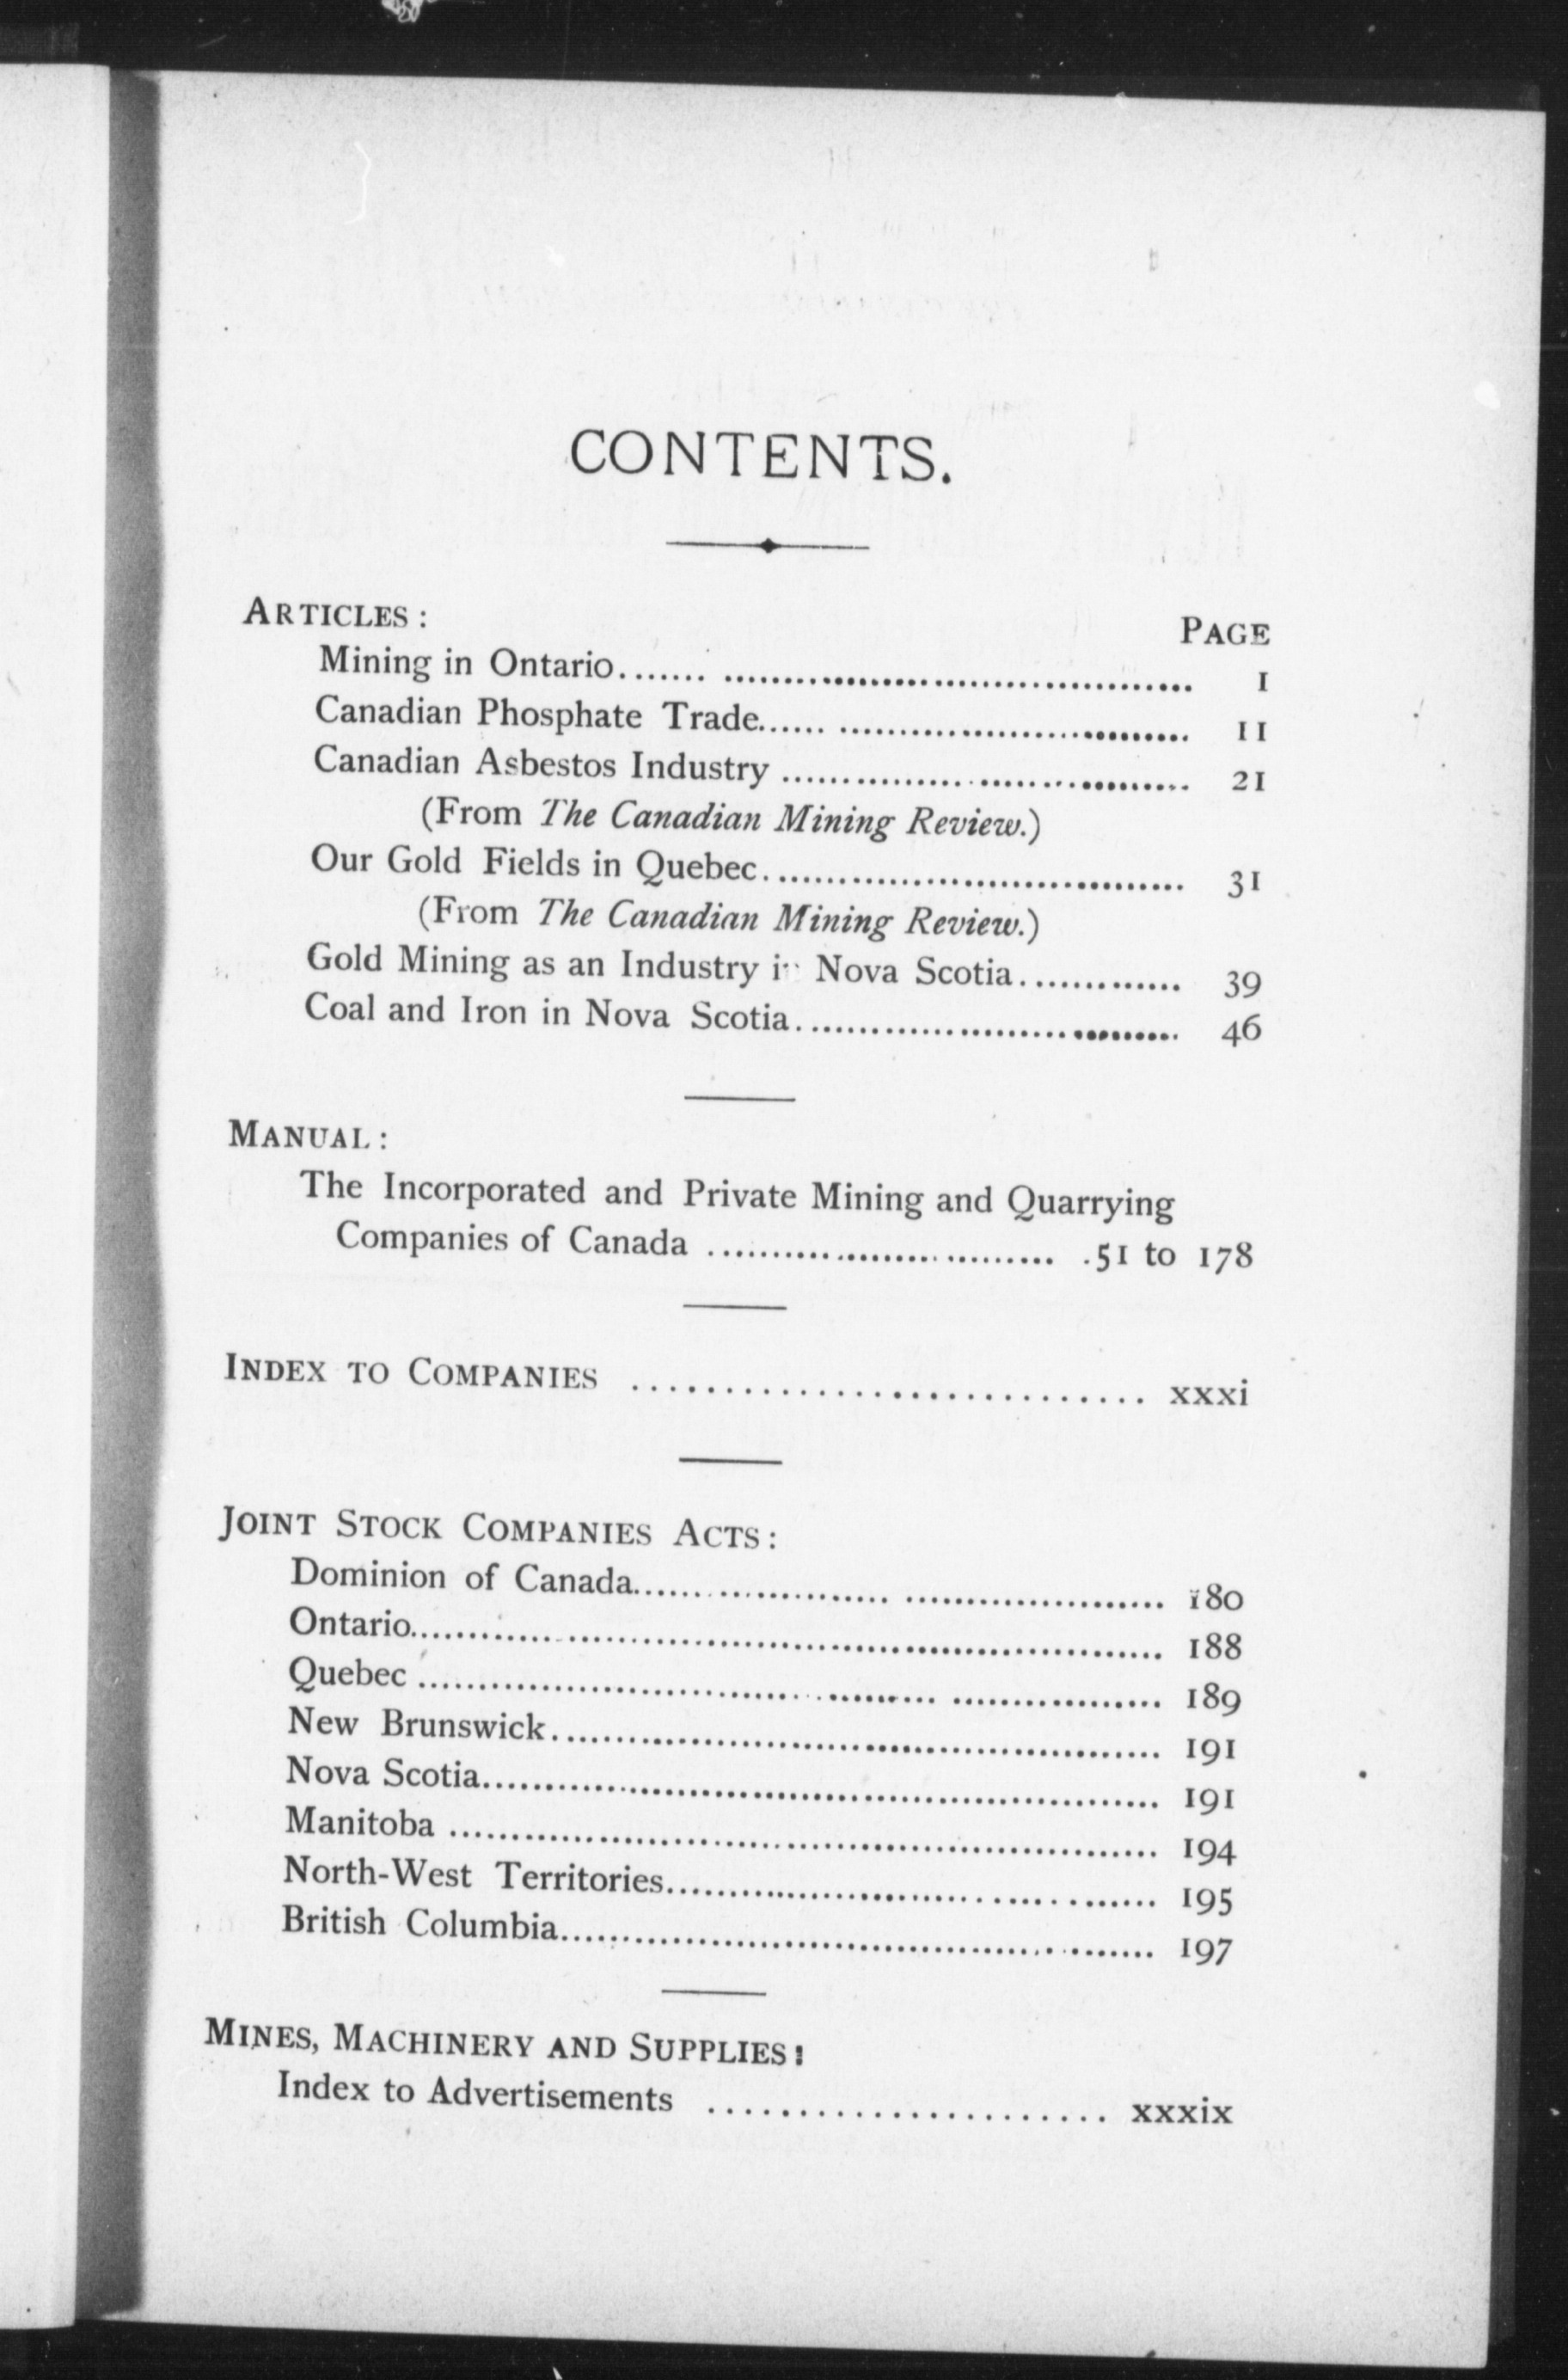 CONTENTS.
ARTICLES: PAGE
Mining in Ontario....... ....................................... 1
Canadian Phosphate Trade...... ............................. 11
Canadian Asbestos Industry .................................. 21
(From The Canadian Mining Review.)
Our Gold Fields in Quebec................................... 31
(From The Canadian Mining Review.)
Gold Mining as an Industry in Nova Scotia............. 39
Coal and Iron in Nova Scotia................................ 46
MANUAL:
The Incorporated and Private Mining and Quarrying
Companies of Canada ............................. .51 to 178
INDEX TO COMPANIES ............................ xxxi
JOINT STOCK COMPANIES ACTS:
Dominion of Canada..................... ...................... 180
Ontario.............................................................. 188
Quebec .......................................... ................. 189
New Brunswick.................................................. 191
Nova Scotia........................................................ 191
Manitoba ........................................................... 194
North-West Territories........................................ 195
British Columbia................................................. 197
MINES, MACHINERY AND SUPPLIES:
Index to Advertisements ...................... xxxix